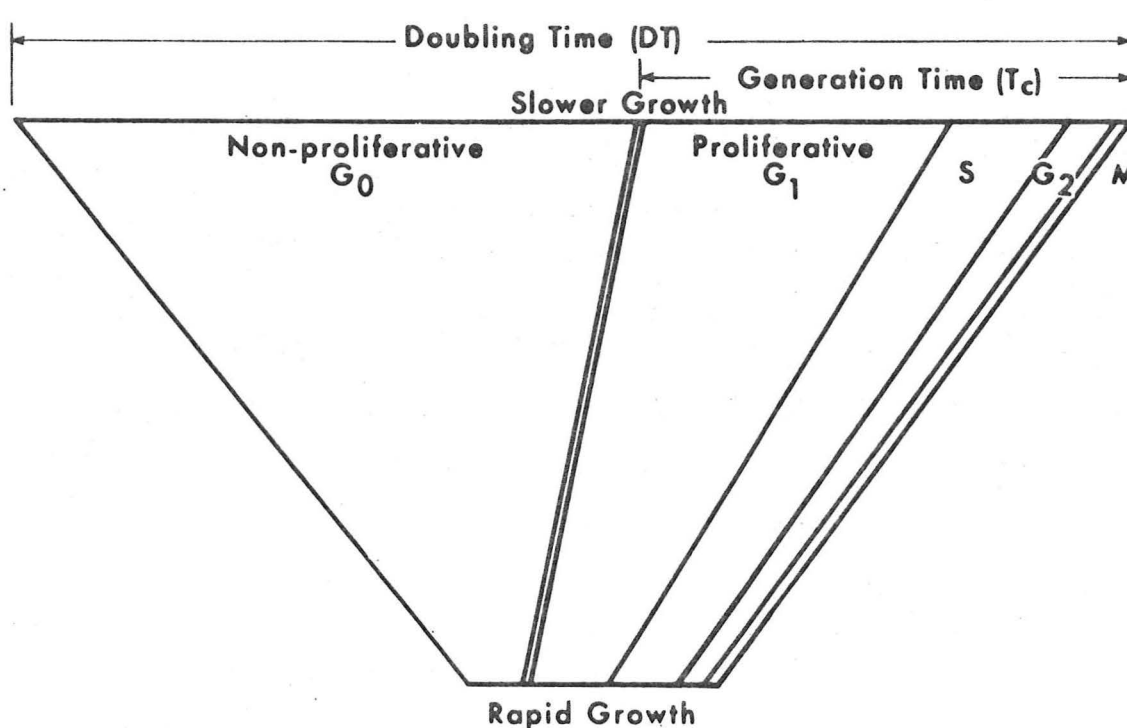 Doubling Time (DT)
Generation Time (Tc)
Slower Growth
Non-proliferative
G0
Proliferative
G1
S
G2
M
Rapid Growth